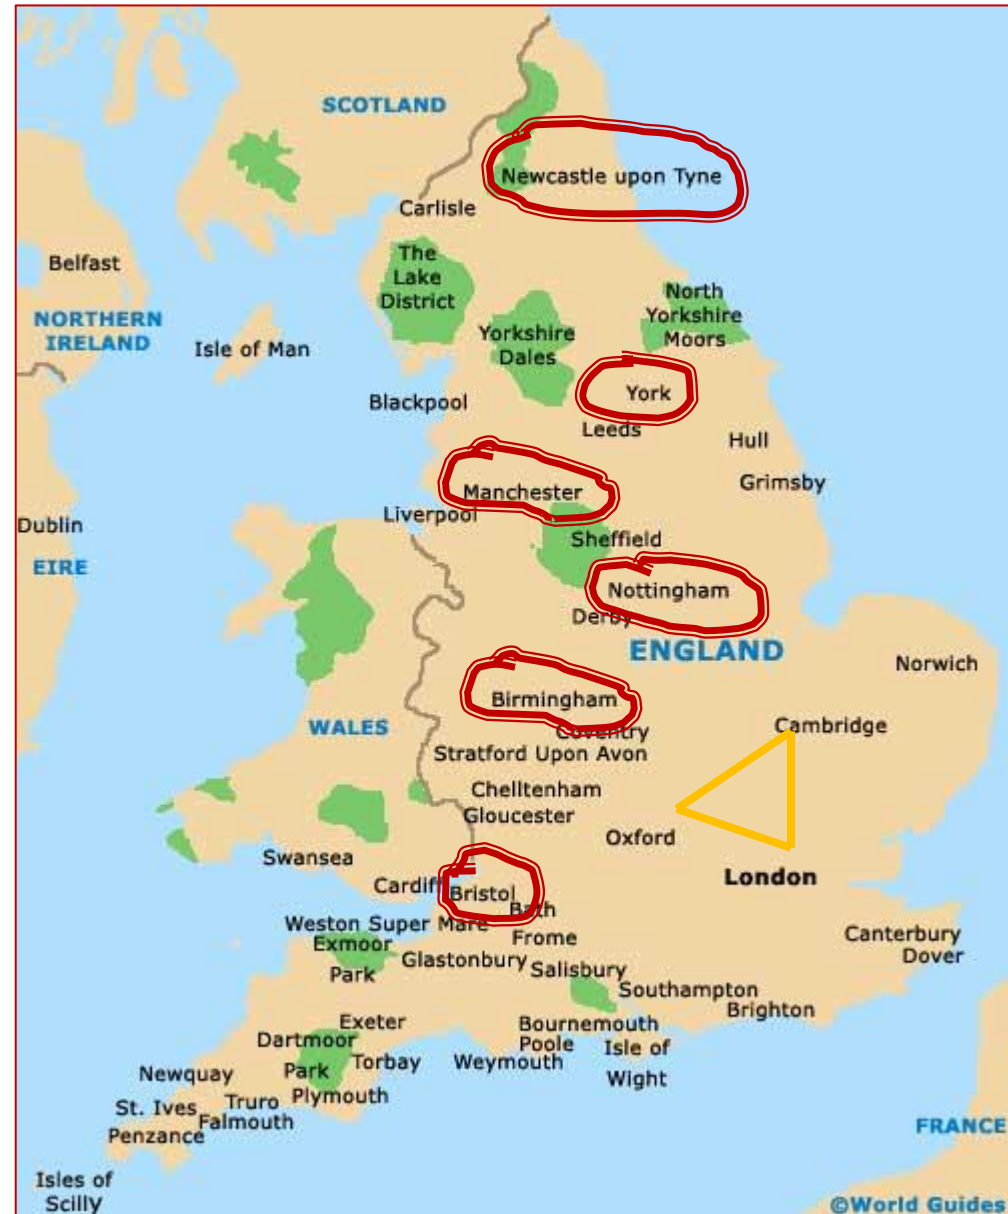 SCOTLAND
Newcastle upon Tyne
Carlisle
Belfast
The
Lake
District
North
Yorkshire
Moors
NORTHERN
IRELAND
Isle of Man
Yorkshire
Dales
Blackpool
York
Leeds
Hull
Manchester
Grimsby
Liverpool
Dublin
Sheffield
EIRE
Nottingham
Derby
ENGLAND
Norwich
Birmingham
WALES
Coventry
Cambridge
Stratford Upon Avon
Chelltenham
Gloucester
Oxford
Swansea
London
Cardiff
Bristol
Bath
Weston Super Mare
Frome
Canterbury
Exmoor
Park
Glastonbury
Salisbury
Dover
Southampton
Brighton
Exeter
Bournemouth
Dartmoor
Park
Poole
Isle of
Wight
Torbay
Weymouth
Newquay
Plymouth
St. Ives
Truro
Falmouth
Penzance
FRANCE
Isles of
Scilly
©World Guides